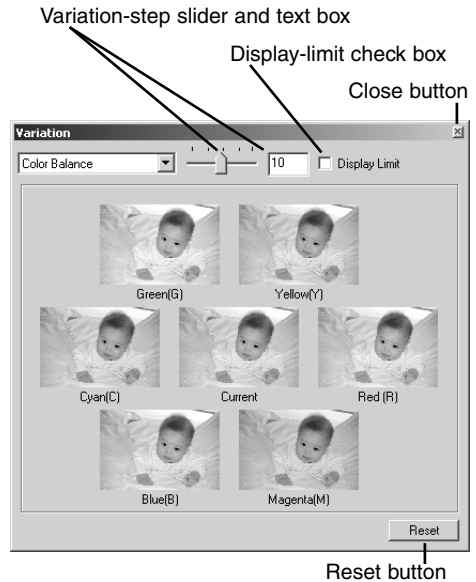 Variation-step slider and text box
Display-limit check box
Close button
Variation
Color Balance
10
Display Limit
Green(G)
Yellow(Y)
Cyan(C)
Current
Red (R)
Blue(B)
Magenta(M)
Reset
Reset button